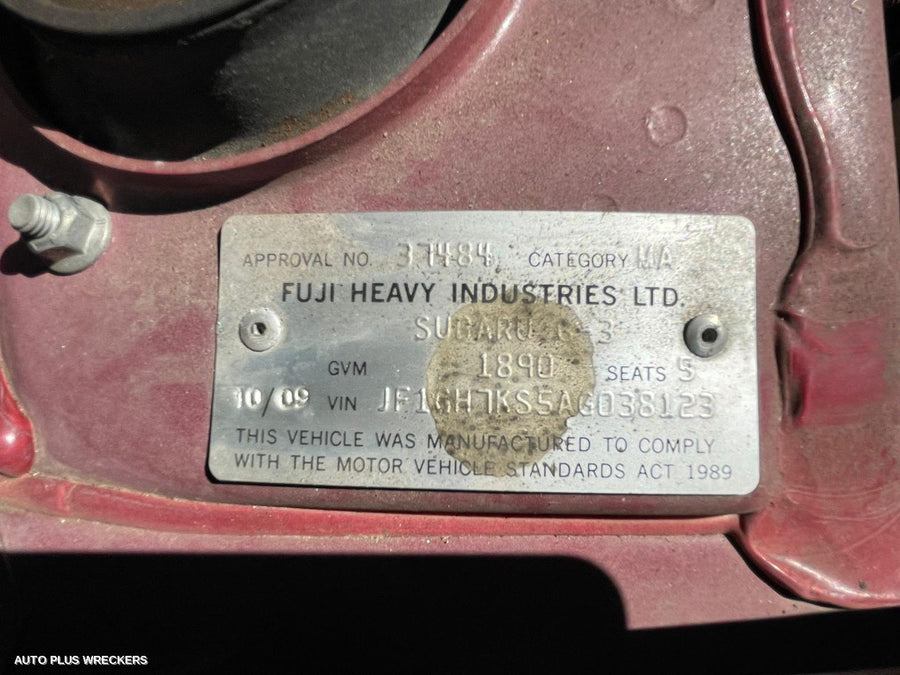 APPROVAL NO. 37484 CATEGORY MA
FUJI HEAVY INDUSTRIES LTD.
SUBARU G 3
GVM 1890 SEATS 5
10/09 VIN JF1GH7KS5AG038123
THIS VEHICLE WAS MANUFACTURED TO COMPLY
WITH THE MOTOR VEHICLE STANDARDS ACT 1989
AUTO PLUS WRECKERS